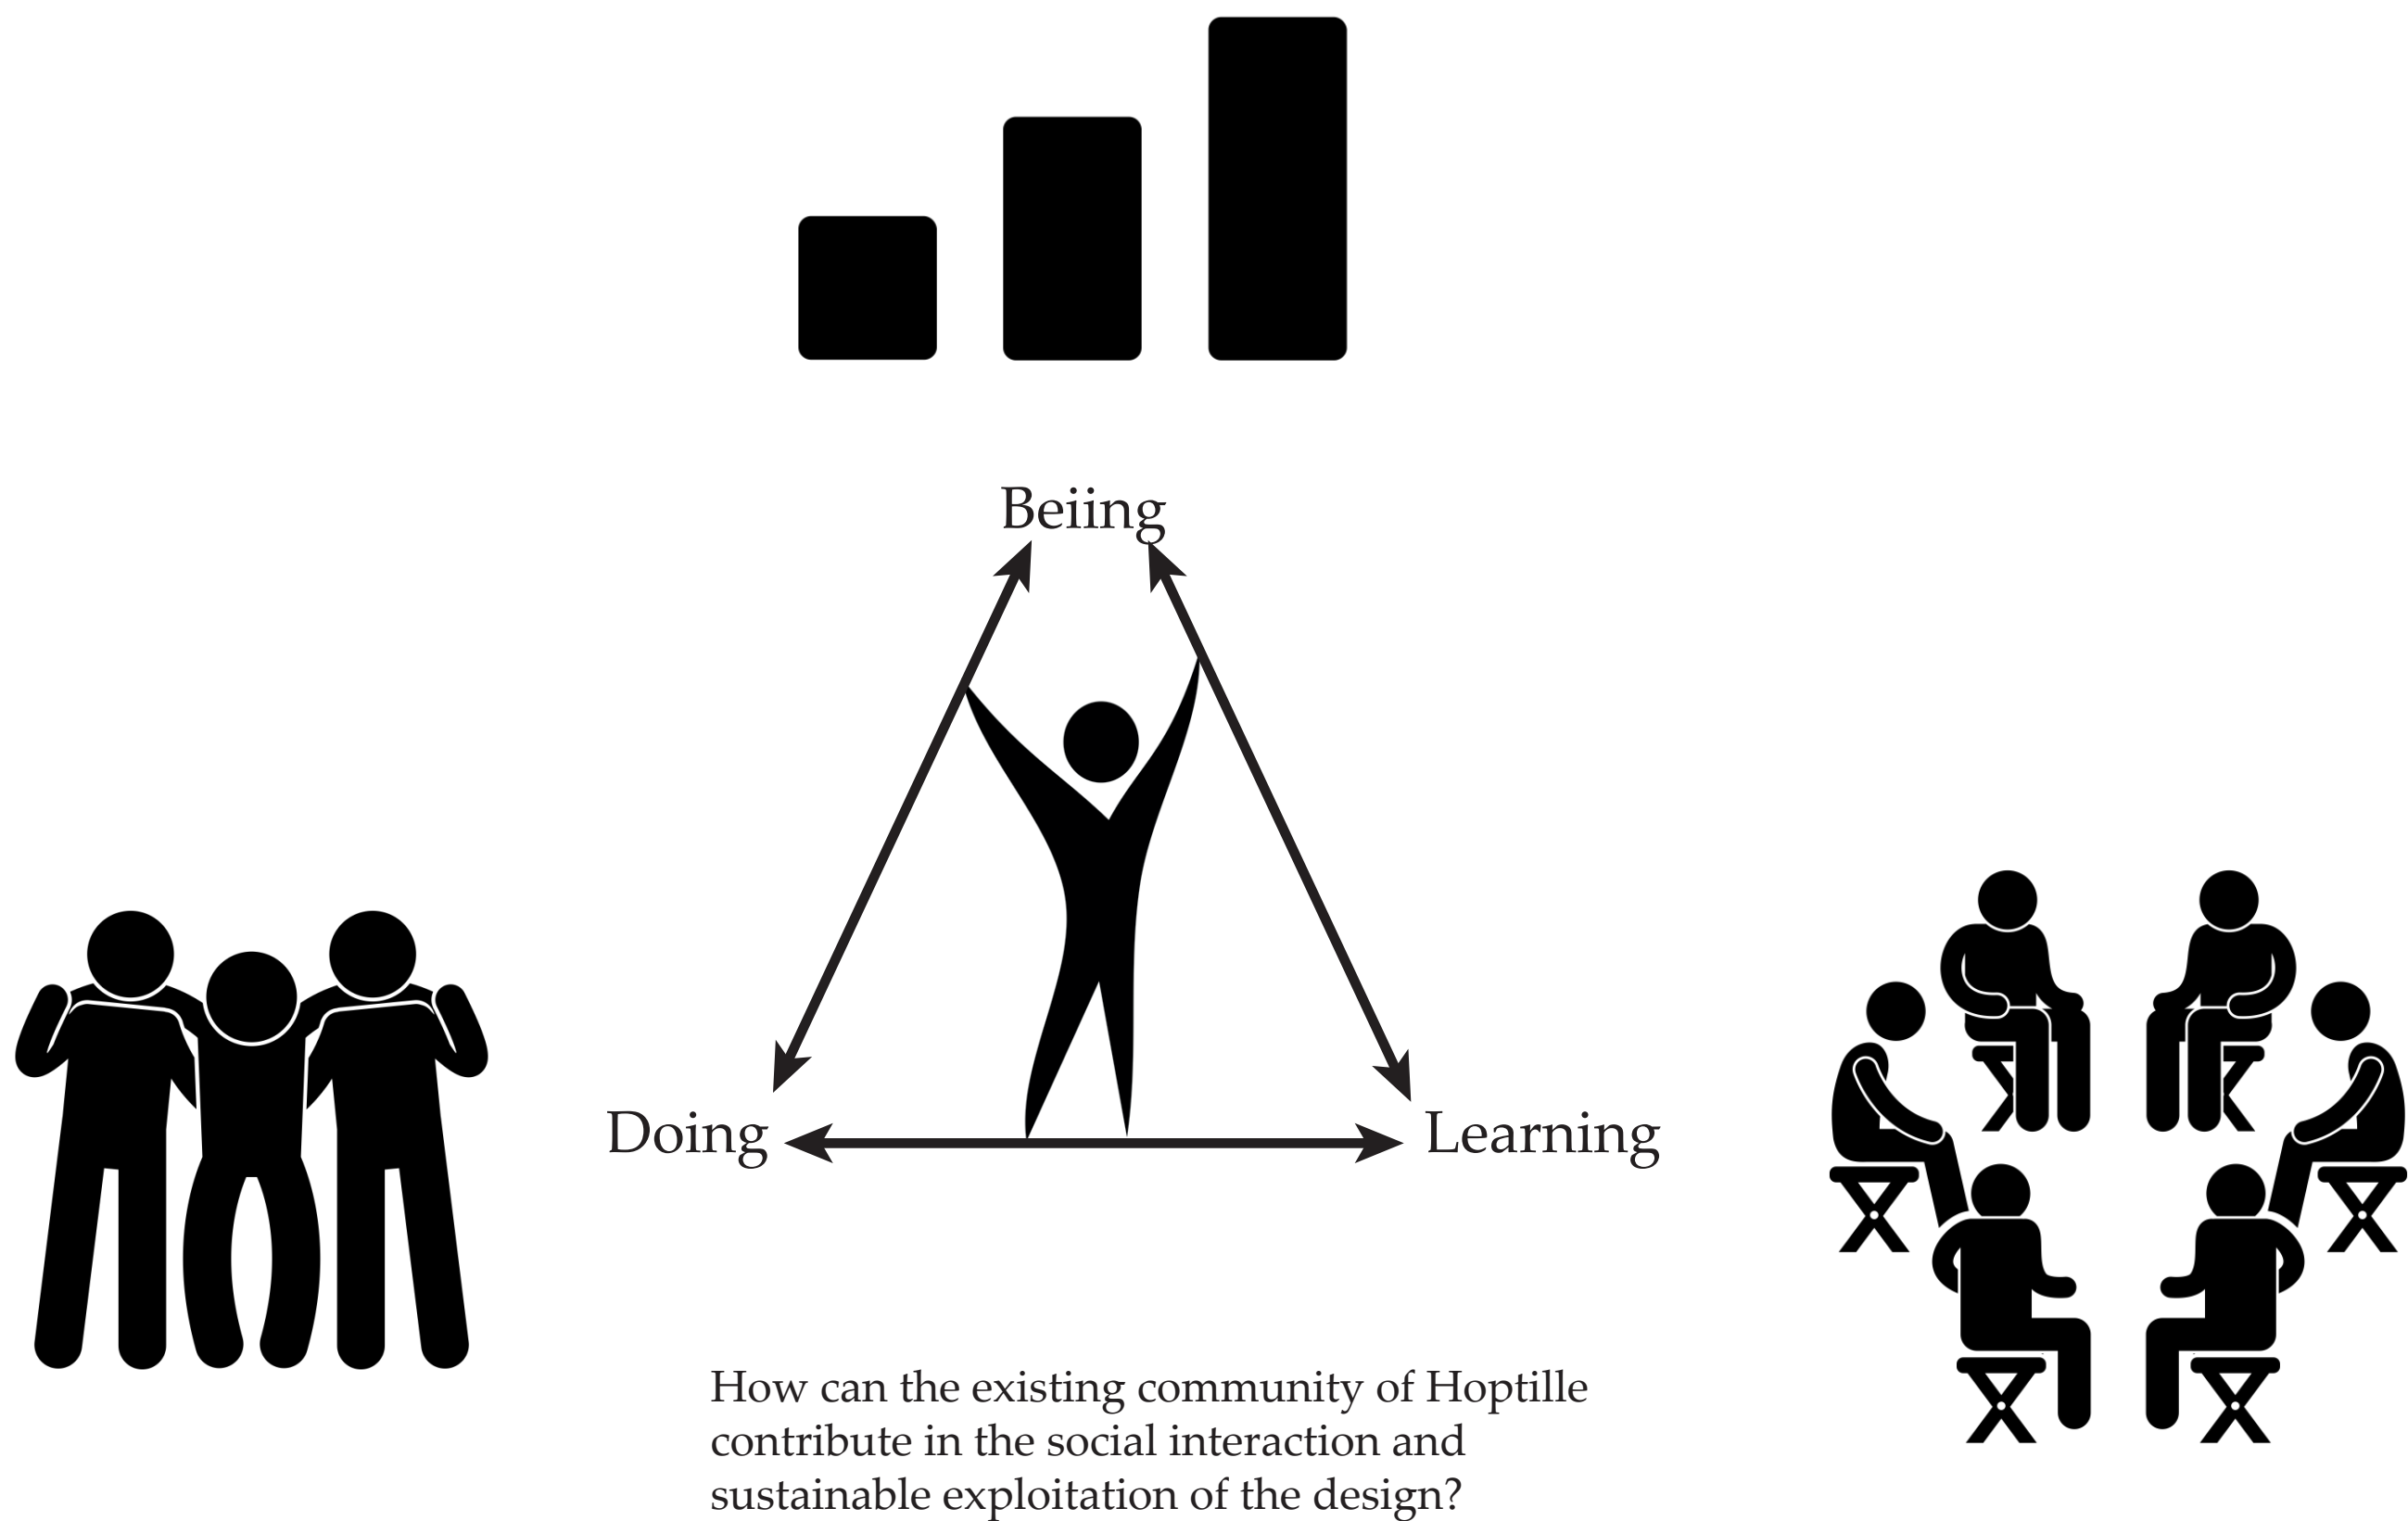 Beiing
Doing
Learning
How can the existing community of Hoptille
contribute in the social interaction and
sustainable exploitation of the design?